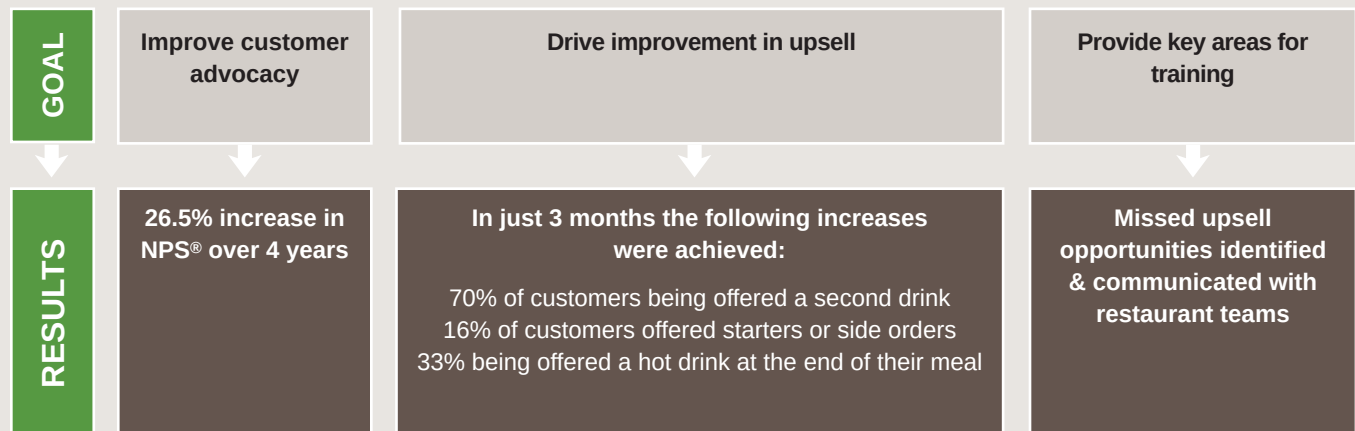 GOAL
Improve customer
advocacy
Drive improvement in upsell
Provide key areas for
training
RESULTS
26.5% increase in
NPS® over 4 years
In just 3 months the following increases
were achieved:
70% of customers being offered a second drink
16% of customers offered starters or side orders
33% being offered a hot drink at the end of their meal
Missed upsell
opportunities identified
& communicated with
restaurant teams